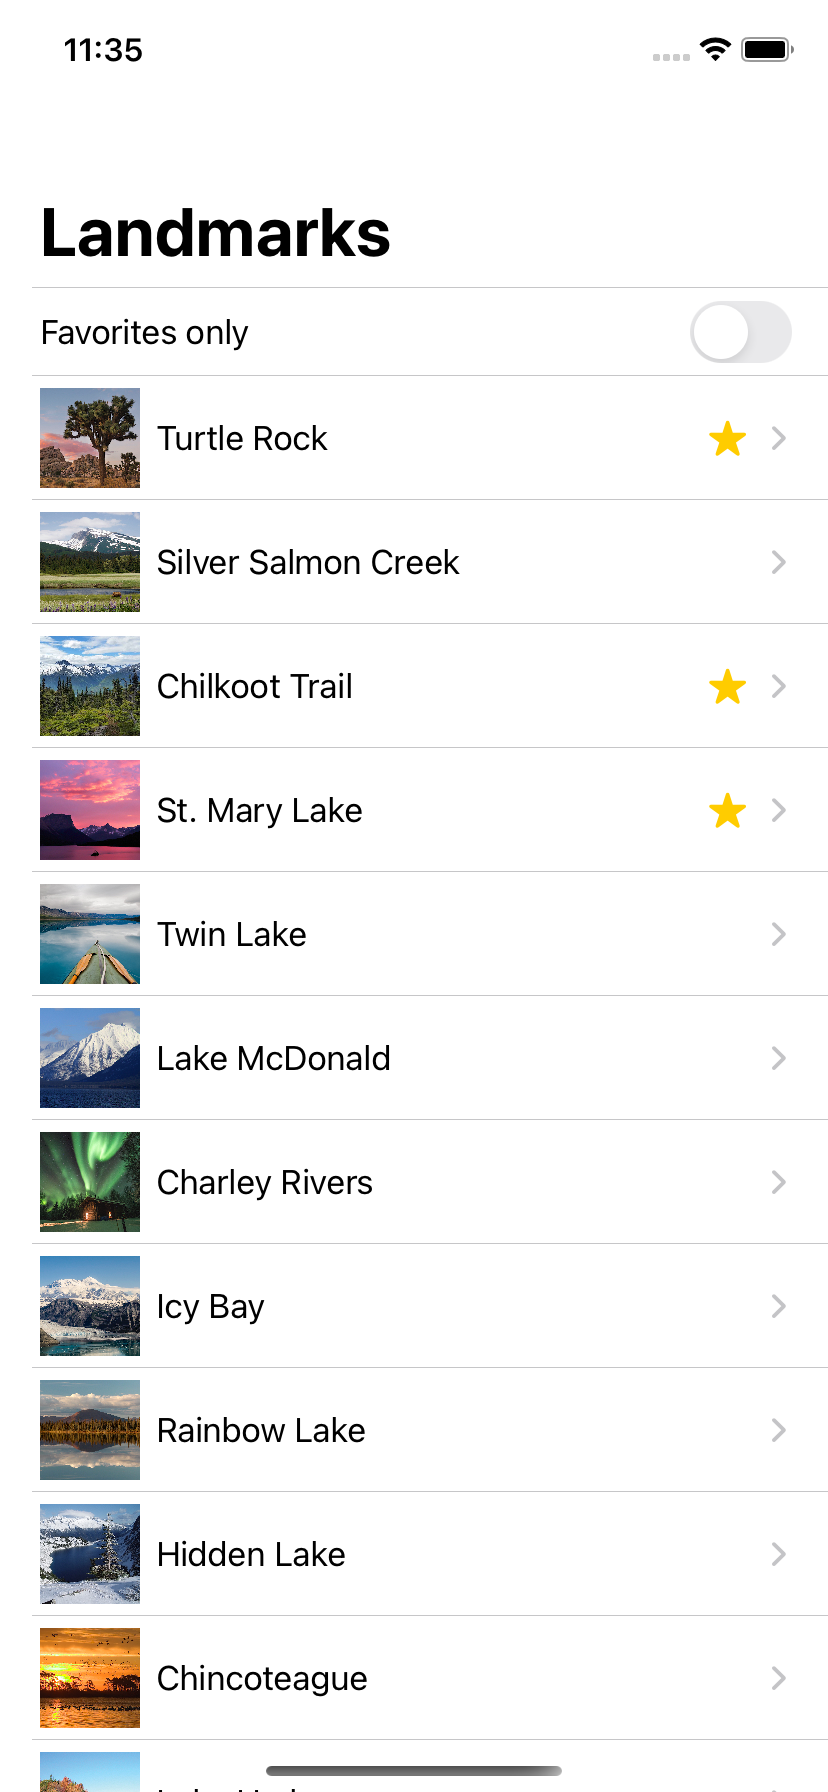 11:35
Landmarks
Favorites only
Turtle Rock
Silver Salmon Creek
Chilkoot Trail
St. Mary Lake
Twin Lake
Lake McDonald
Charley Rivers
Icy Bay
Rainbow Lake
Hidden Lake
Chincoteague